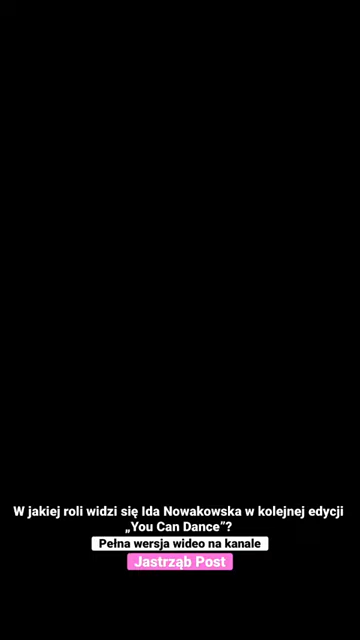 W jakiej roli widzi się Ida Nowakowska w kolejnej edycji
„You Can Dance”?
Pełna wersja wideo na kanale
Jastrząb Post